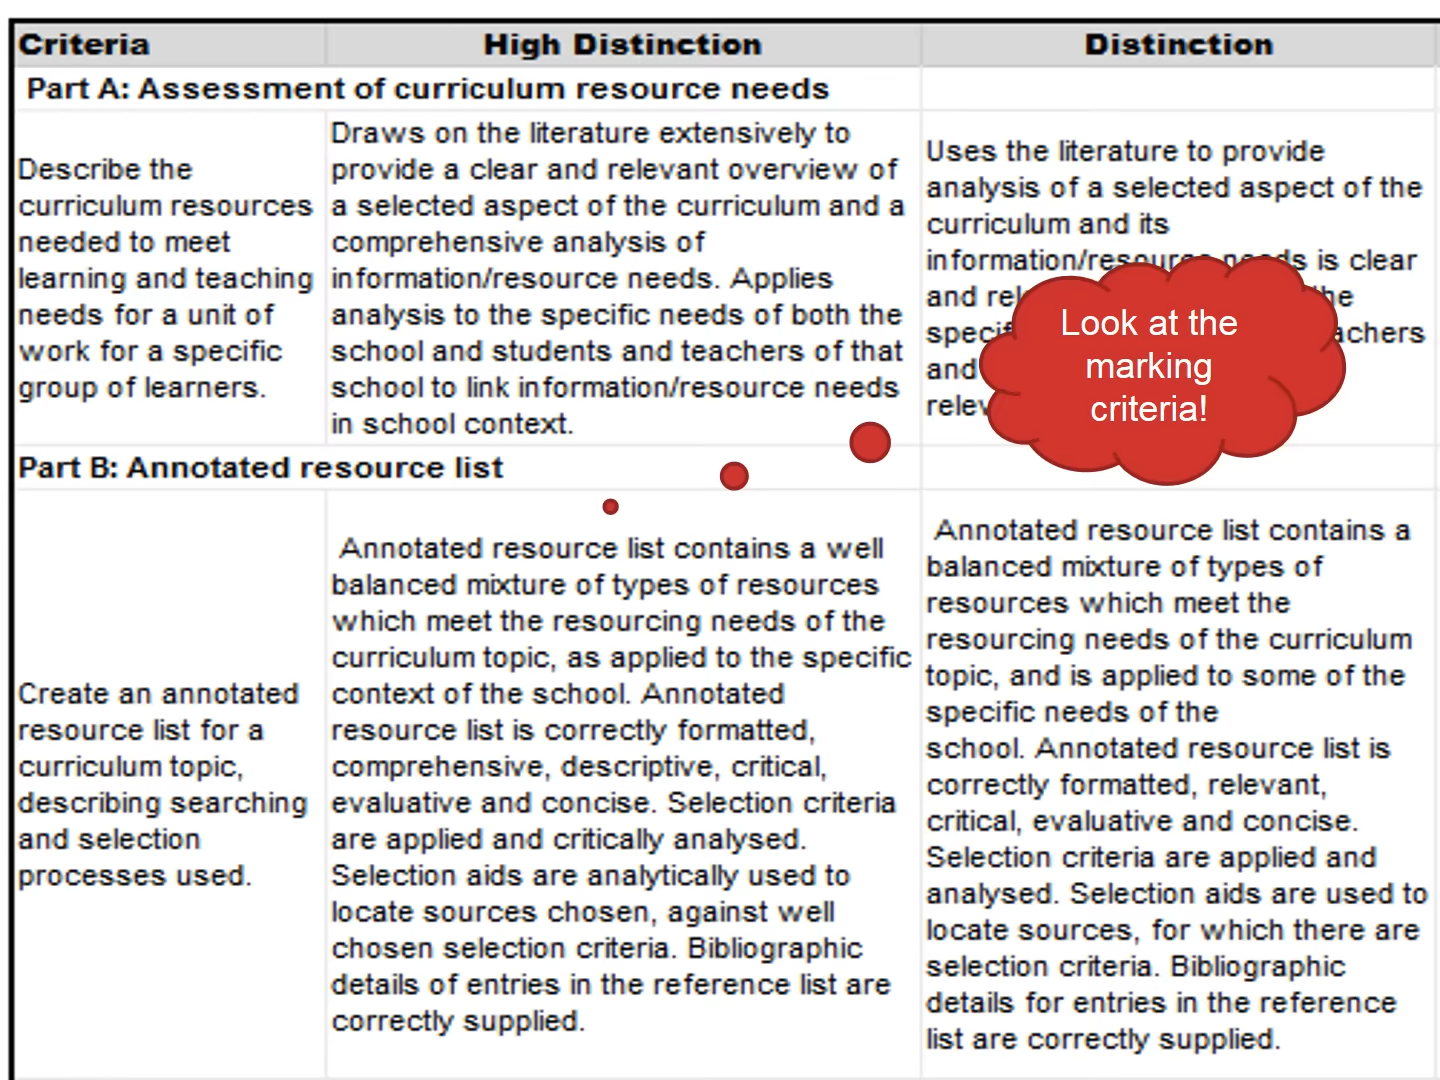 Criteria
High Distinction
Distinction
Part A: Assessment of curriculum resource needs
Describe the
curriculum resources
needed to meet
learning and teaching
needs for a unit of
work for a specific
group of learners.
Draws on the literature extensively to
provide a clear and relevant overview of
a selected aspect of the curriculum and a
comprehensive analysis of
information/resource needs. Applies
analysis to the specific needs of both the
school and students and teachers of that
school to link information/resource needs
in school context.
Uses the literature to provide
analysis of a selected aspect of the
curriculum and its
information/resource needs is clear
and the
achers
and
Look at the
marking
criteria!
Part B: Annotated resource list
Create an annotated
resource list for a
curriculum topic,
describing searching
and selection
processes used.
Annotated resource list contains a well
balanced mixture of types of resources
which meet the resourcing needs of the
curriculum topic, as applied to the specific
context of the school. Annotated
resource list is correctly formatted,
comprehensive, descriptive, critical,
evaluative and concise. Selection criteria
are applied and critically analysed.
Selection aids are analytically used to
locate sources chosen, against well
chosen selection criteria. Bibliographic
details of entries in the reference list are
correctly supplied.
Annotated resource list contains a
balanced mixture of types of
resources which meet the
resourcing needs of the curriculum
topic, and is applied to some of the
specific needs of the
school. Annotated resource list is
correctly formatted, relevant,
critical, evaluative and concise.
Selection criteria are applied and
analysed. Selection aids are used to
locate sources, for which there are
selection criteria. Bibliographic
details for entries in the reference
list are correctly supplied.